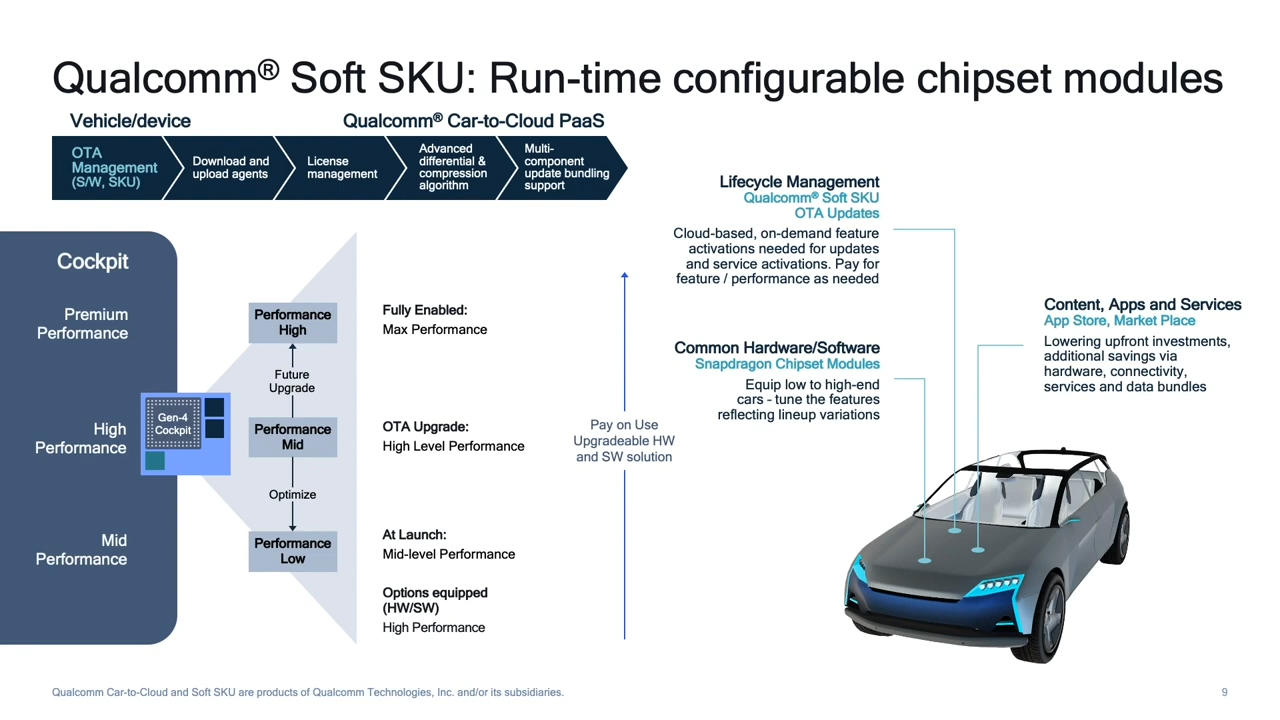 Qualcomm® Soft SKU: Run-time configurable chipset modules
Vehicle/device
Qualcomm® Car-to-Cloud PaaS
OTA
Management
(S/W, SKU)
Download and
upload agents
License
management
Advanced
differential &
compression
algorithm
Multi-
component
update bundling
support
Cockpit
Premium
Performance
High
Performance
Mid
Performance
Gen-4
Cockpit
Performance
High
Future
Upgrade
Performance
Mid
Optimize
Performance
Low
Fully Enabled:
Max Performance
OTA Upgrade:
High Level Performance
At Launch:
Mid-level Performance
Options equipped
(HW/SW)
High Performance
Pay on Use
Upgradeable HW
and SW solution
Lifecycle Management
Qualcomm® Soft SKU
OTA Updates
Cloud-based, on-demand feature
activations needed for updates
and service activations. Pay for
feature / performance as needed
Common Hardware/Software
Snapdragon Chipset Modules
Equip low to high-end
cars - tune the features
reflecting lineup variations
Content, Apps and Services
App Store, Market Place
Lowering upfront investments,
additional savings via
hardware, connectivity,
services and data bundles
Qualcomm Car-to-Cloud and Soft SKU are products of Qualcomm Technologies, Inc. and/or its subsidiaries.
9